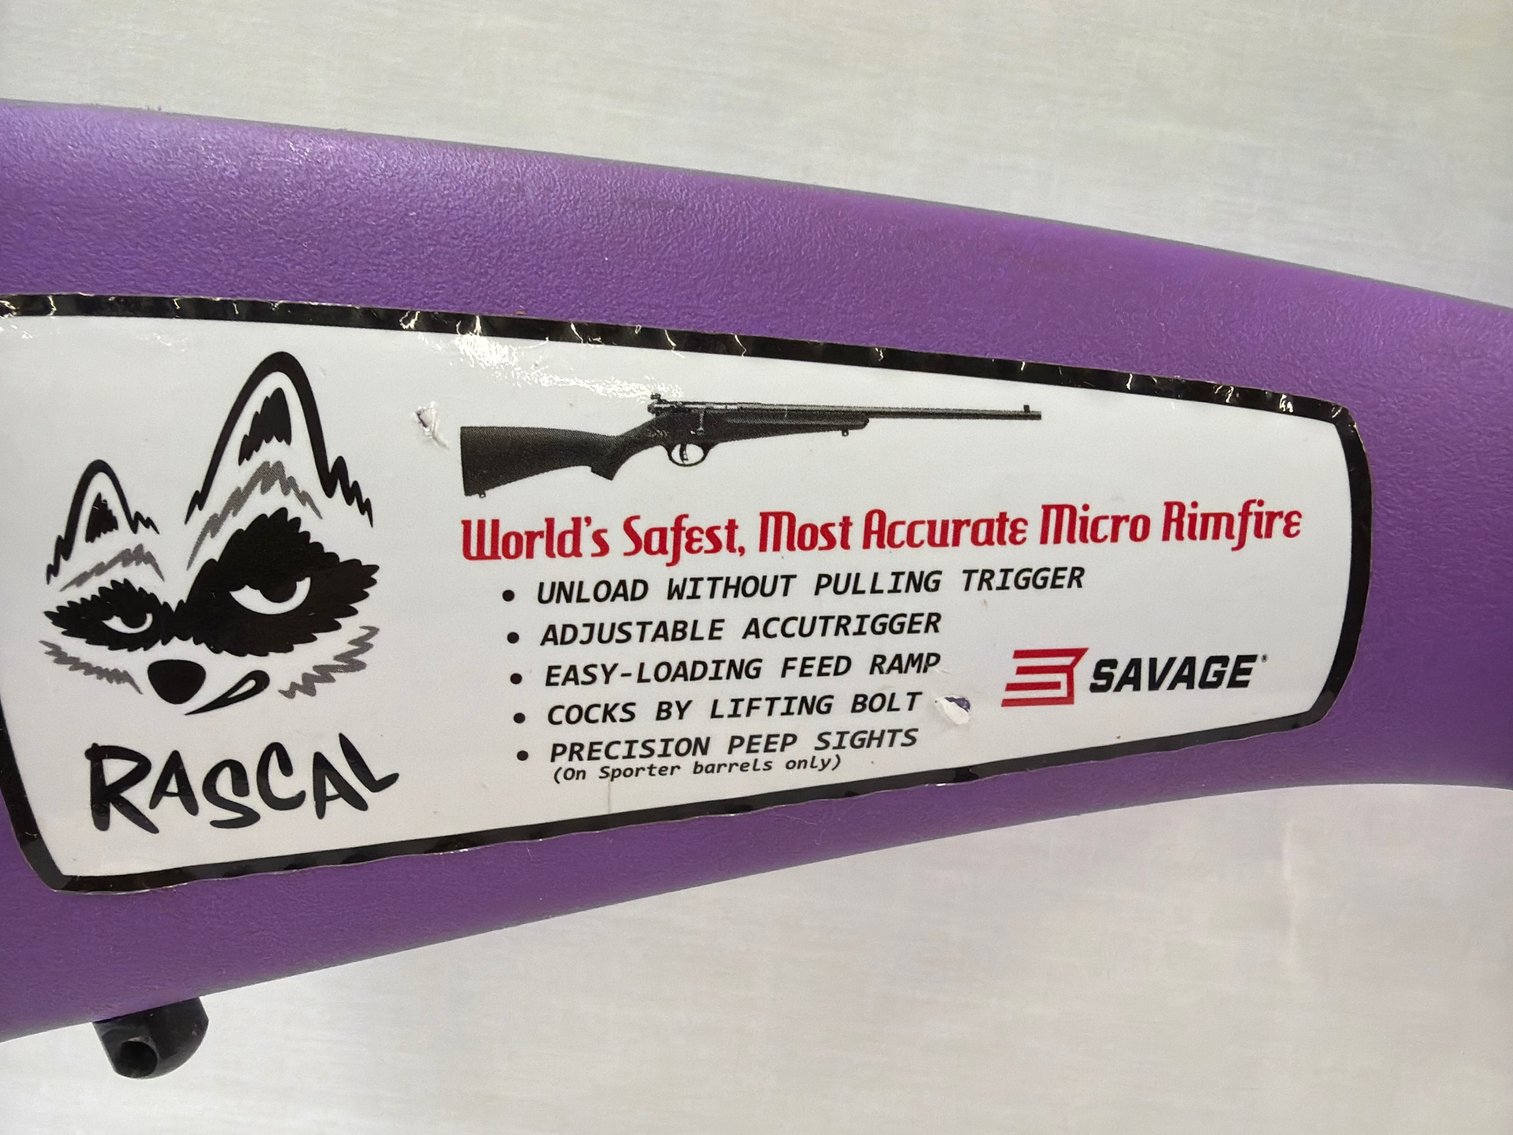 World's Safest, Most Accurate Micro Rimfire
• UNLOAD WITHOUT PULLING TRIGGER
• ADJUSTABLE ACCUTRIGGER
• EASY-LOADING FEED RAMP
• COCKS BY LIFTING BOLT
• PRECISION PEEP SIGHTS
(On Sporter barrels only)
SAVAGE®
RASCAL